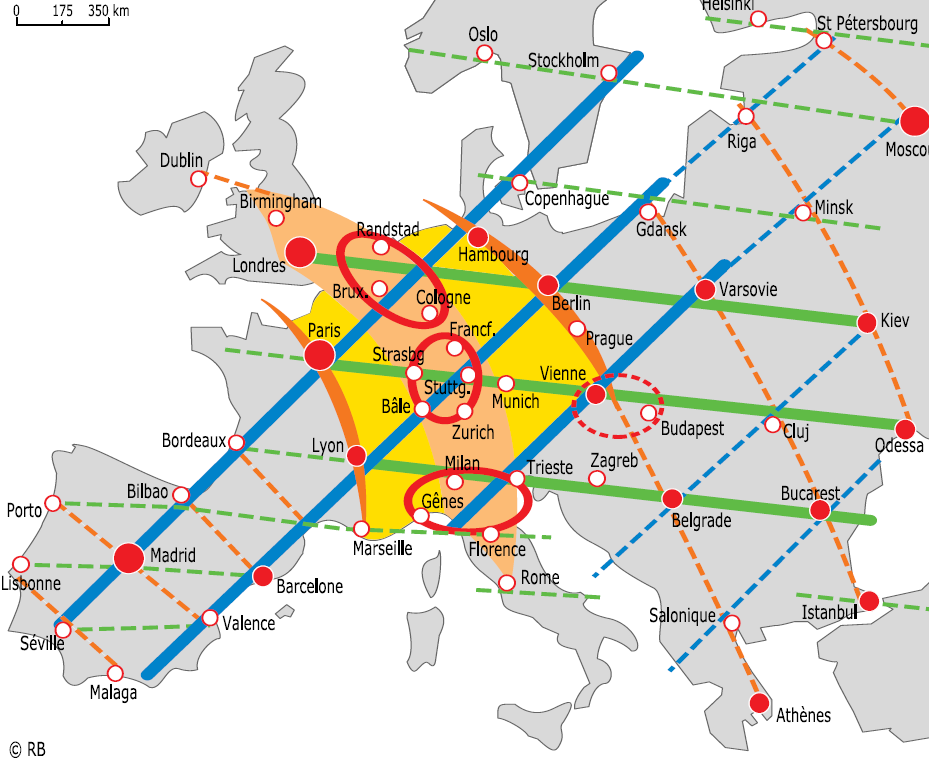 0 175 350 km
Helsinki
St Pétersbourg
Oslo
Stockholm
Moscou
Riga
Dublin
Birmingham
Copenhague
Minsk
Gdansk
Randstad
Londres
Hambourg
Brux.
Cologne
Berlin
Varsovie
Kiev
Paris
Francf.
Prague
Strasbg
Stuttg.
Munich
Vienne
Bâle
Zurich
Budapest
Cluj
Odessa
Bordeaux
Lyon
Milan
Trieste
Zagreb
Bilbao
Gênes
Bucarest
Porto
Belgrade
Marseille
Florence
Madrid
Lisbonne
Barcelone
Rome
Istanbul
Valence
Salonique
Séville
Malaga
Athènes
© RB